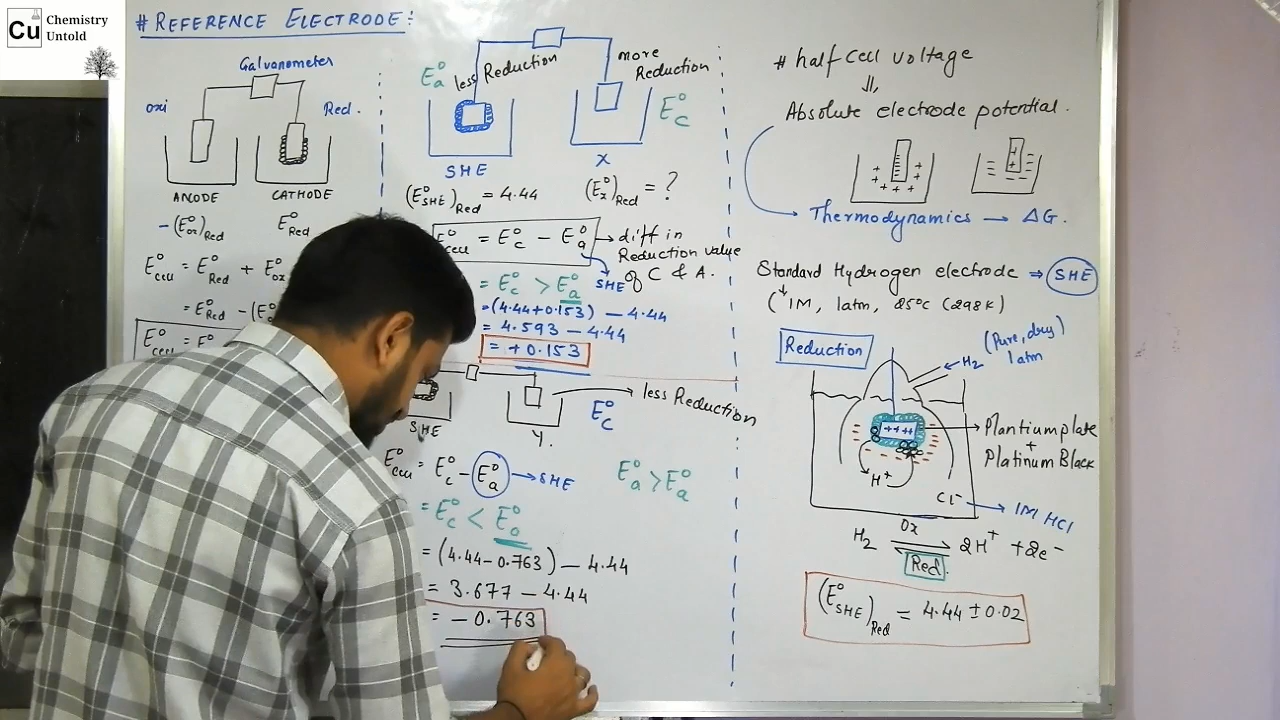 Cu
Chemistry
Untold
# REFERENCE ELECTRODE:
Galvanometer
oxi
Red.
ANODE
CATHODE
-(E°ox)Red
E°Red
E°cell = E°Red + E°ox
= E°Red - (E°
E°cell = E°
E°a less Reduction
more Reduction
E°c
SHE
X
(E°SHE)Red = 4.44
(E°x)Red = ?
E°cell = E°c - E°a → diff in
Reduction value
of C & A.
SHE
= E°c > E°a
= (4.44+0.153) - 4.44
= 4.593 - 4.44
= +0.153
SHE
Y.
E°c
less Reduction
E°cell = E°c - E°a → SHE
E°a > E°a
= E°c < E°a
= (4.44-0.763) - 4.44
= 3.677 - 4.44
= - 0.763
# half cell voltage
Absolute electrode potential.
+ + + + + + + +
Thermodynamics → ΔG.
Standard Hydrogen electrode ⇒ SHE
(1M, 1atm, 25°C (298K)
Reduction
H2
(Pure, dry)
1atm
++++
Plantium plate
+
Platinum Black
H+
Cl-
1M HCl
H2 ⇌ 2H+ + 2e-
Ox
Red.
(E°SHE)Red = 4.44 ± 0.02